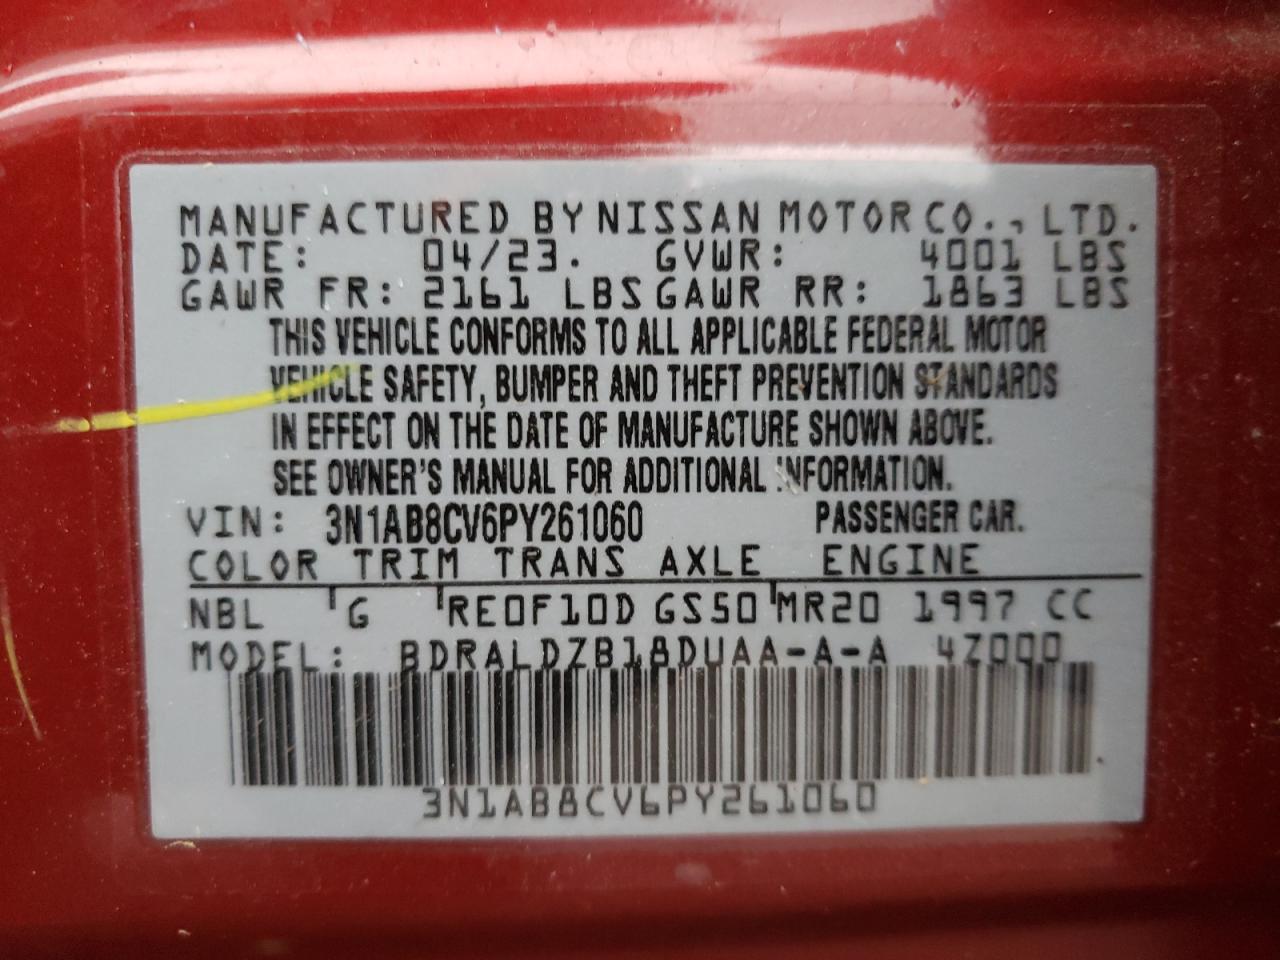 MANUFACTURED BY NISSAN MOTOR CO., LTD.
DATE: 04/23. GVWR: 4001 LBS
GAWR FR: 2161 LBS GAWR RR: 1863 LBS
THIS VEHICLE CONFORMS TO ALL APPLICABLE FEDERAL MOTOR
VEHICLE SAFETY, BUMPER AND THEFT PREVENTION STANDARDS
IN EFFECT ON THE DATE OF MANUFACTURE SHOWN ABOVE.
SEE OWNER'S MANUAL FOR ADDITIONAL INFORMATION.
VIN: 3N1AB8CV6PY261060 PASSENGER CAR.
COLOR TRIM TRANS AXLE ENGINE
NBL G RE0F10D GS50 MR20 1997 CC
MODEL: BDRALDZB18DUAA-A-A 4Z000
3N1AB8CV6PY261060